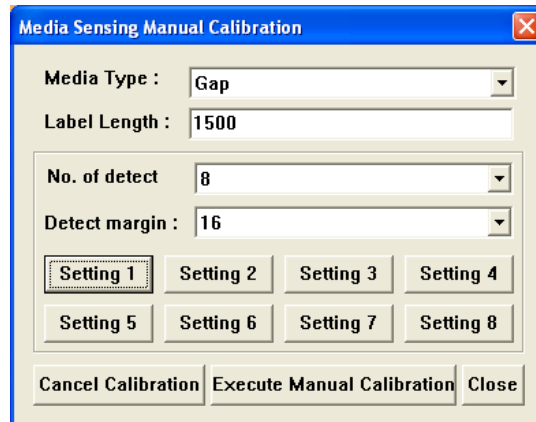 Media Sensing Manual Calibration
Media Type :
Gap
Label Length :
1500
No. of detect
8
Detect margin :
16
Setting 1
Setting 2
Setting 3
Setting 4
Setting 5
Setting 6
Setting 7
Setting 8
Cancel Calibration
Execute Manual Calibration
Close